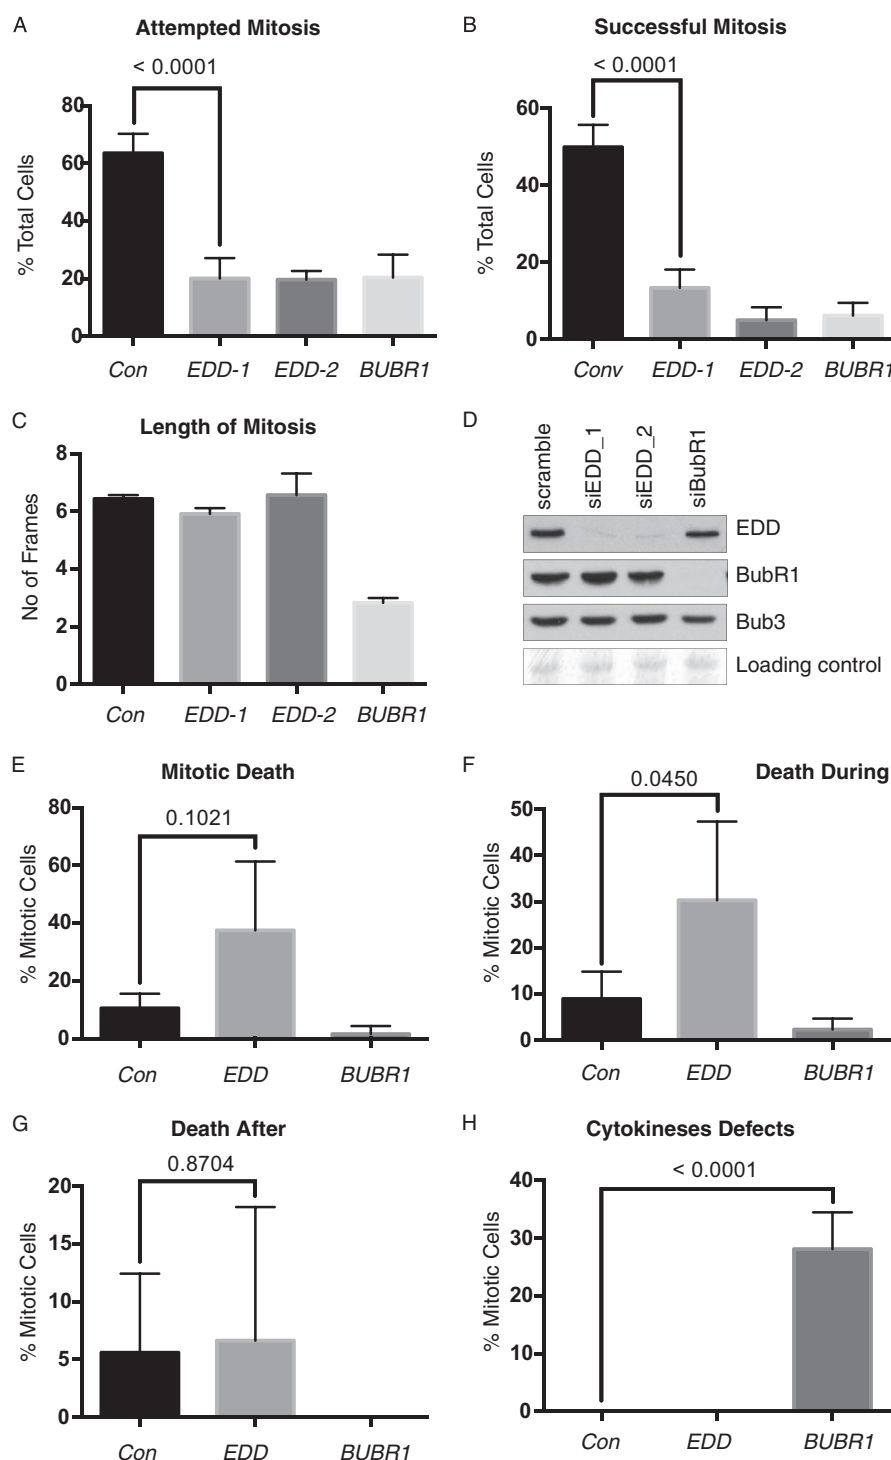 A
Attempted Mitosis
< 0.0001
% Total Cells
80
60
40
20
0
Con
EDD-1
EDD-2
BUBR1
B
Successful Mitosis
< 0.0001
% Total Cells
60
40
20
0
Conv
EDD-1
EDD-2
BUBR1
C
Length of Mitosis
No of Frames
8
6
4
2
0
Con
EDD-1
EDD-2
BUBR1
D
scramble
siEDD_1
siEDD_2
siBubR1
EDD
BubR1
Bub3
Loading control
E
Mitotic Death
0.1021
% Mitotic Cells
80
60
40
20
0
Con
EDD
BUBR1
F
Death During
0.0450
% Mitotic Cells
50
40
30
20
10
0
Con
EDD
BUBR1
G
Death After
0.8704
% Mitotic Cells
20
15
10
5
0
Con
EDD
BUBR1
H
Cytokineses Defects
< 0.0001
% Mitotic Cells
40
30
20
10
0
Con
EDD
BUBR1